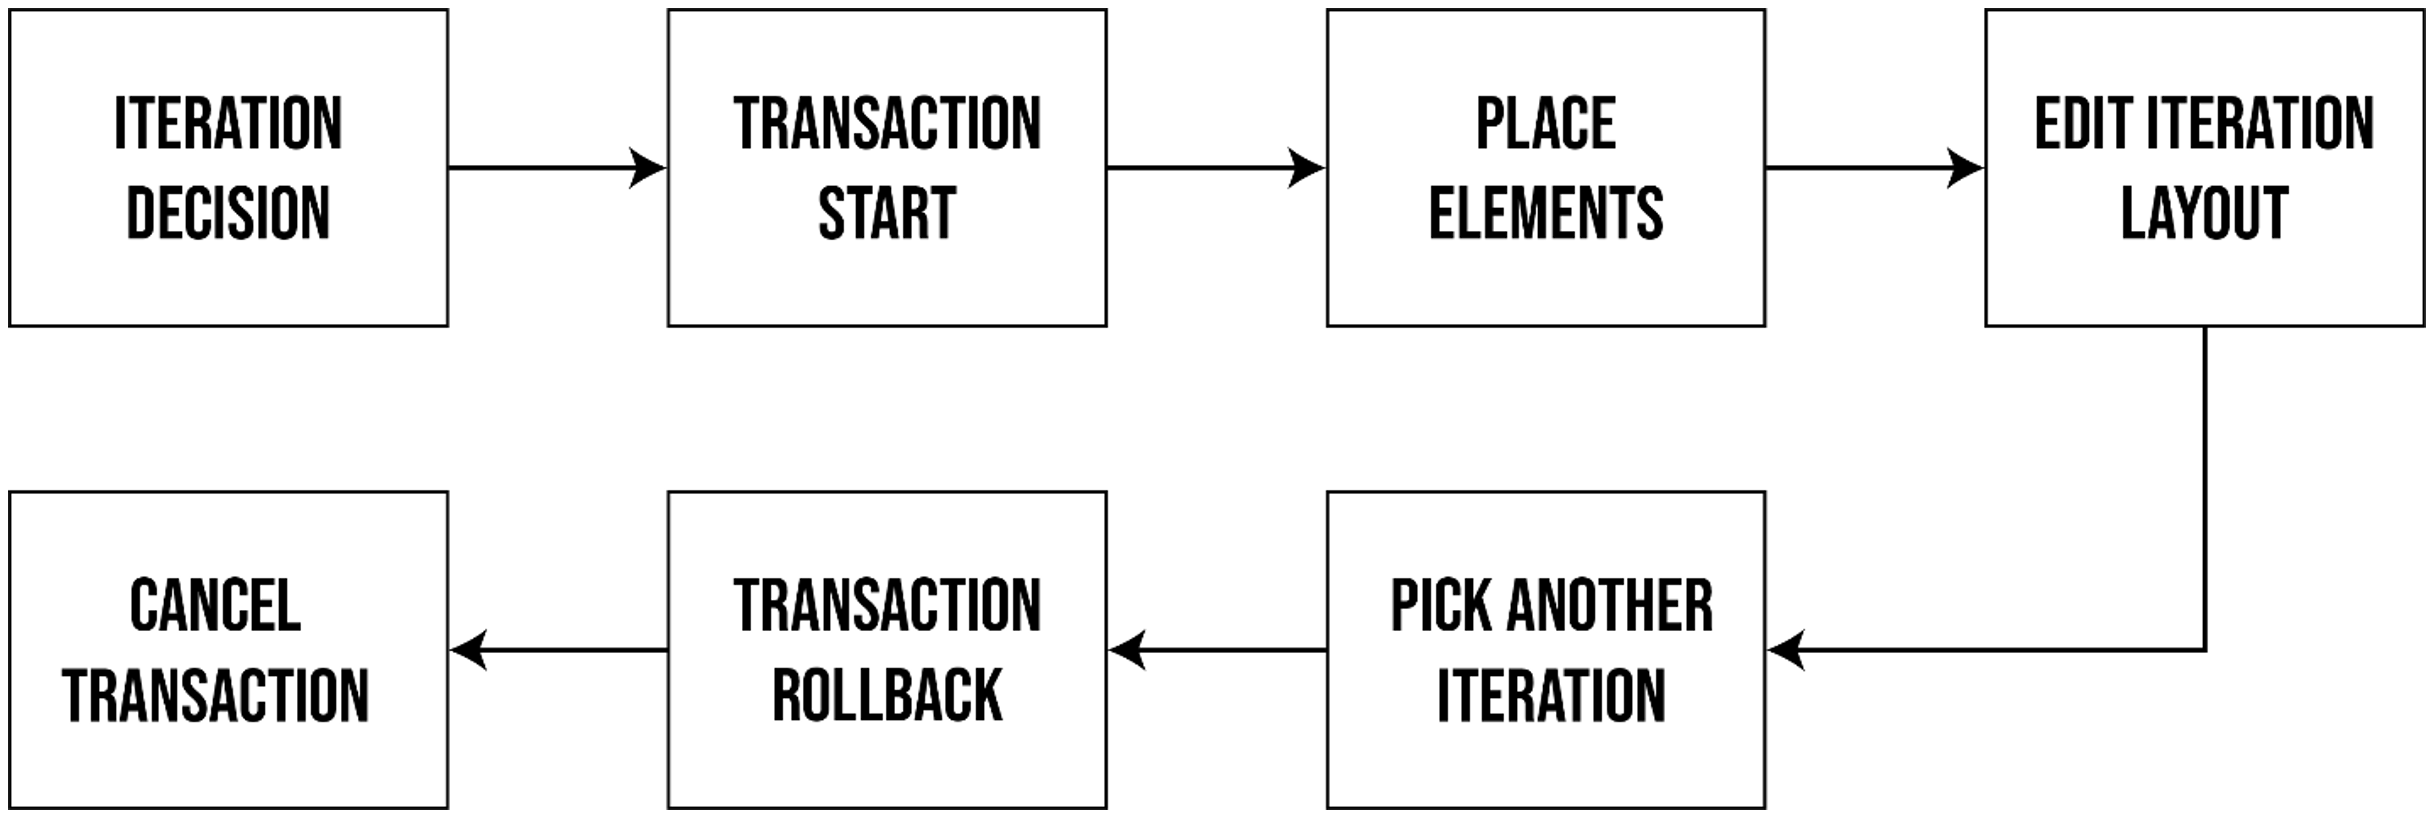 ITERATION
DECISION
TRANSACTION
START
PLACE
ELEMENTS
EDIT ITERATION
LAYOUT
CANCEL
TRANSACTION
TRANSACTION
ROLLBACK
PICK ANOTHER
ITERATION